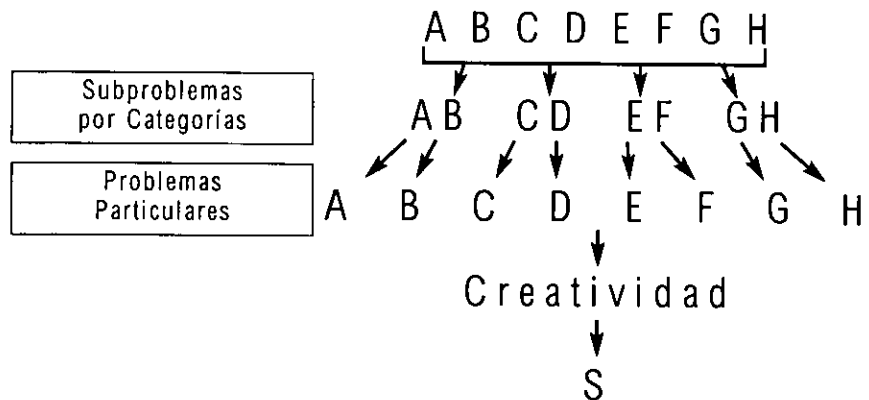 A B C D E F G H
Subproblemas
por Categorías
AB CD EF GH
Problemas
Particulares
A B C D E F G H
Creatividad
S